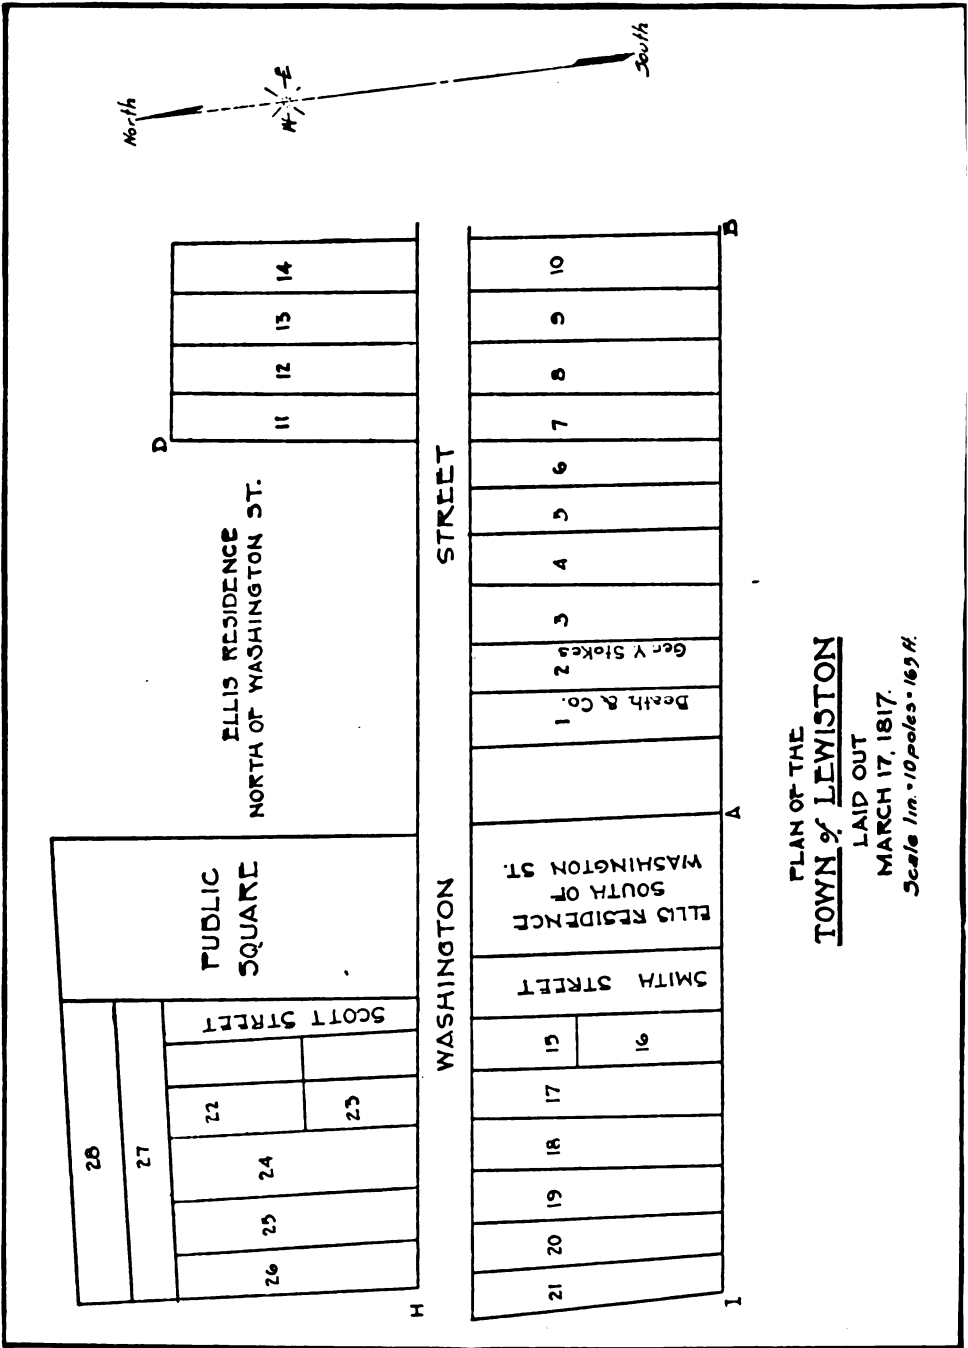 North
South
N
E
D
14
13
12
11
ELLIS RESIDENCE
NORTH OF WASHINGTON ST.
PUBLIC
SQUARE
SCOTT STREET
28
27
22
23
24
25
26
H
WASHINGTON STREET
B
10
9
8
7
6
5
4
3
2 Geo. Y Stokes
1 Death & Co.
A
ELLIS RESIDENCE
SOUTH OF
WASHINGTON ST.
SMITH STREET
15
16
17
18
19
20
21
I
PLAN OF THE
TOWN of LEWISTON
LAID OUT
MARCH 17, 1817.
Scale 1in.=10 poles=165 ft.